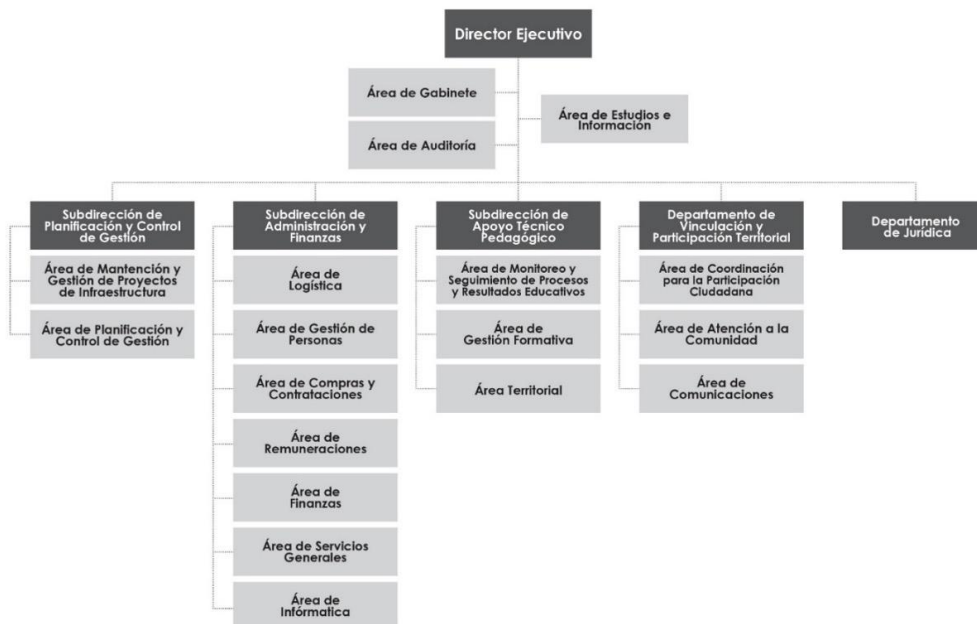 Director Ejecutivo
Área de Gabinete
Área de Estudios e
Información
Área de Auditoría
Subdirección de
Planificación y Control
de Gestión
Área de Mantención y
Gestión de Proyectos
de Infraestructura
Área de Planificación y
Control de Gestión
Subdirección de
Administración y
Finanzas
Área de
Logística
Área de Gestión de
Personas
Área de Compras y
Contrataciones
Área de
Remuneraciones
Área de
Finanzas
Área de Servicios
Generales
Área de
Infórmatica
Subdirección de
Apoyo Técnico
Pedagógico
Área de Monitoreo y
Seguimiento de Procesos
y Resultados Educativos
Área de
Gestión Formativa
Área Territorial
Departamento de
Vinculación y
Participación Territorial
Área de Coordinación
para la Participación
Ciudadana
Área de Atención a la
Comunidad
Área de
Comunicaciones
Departamento
de Jurídica